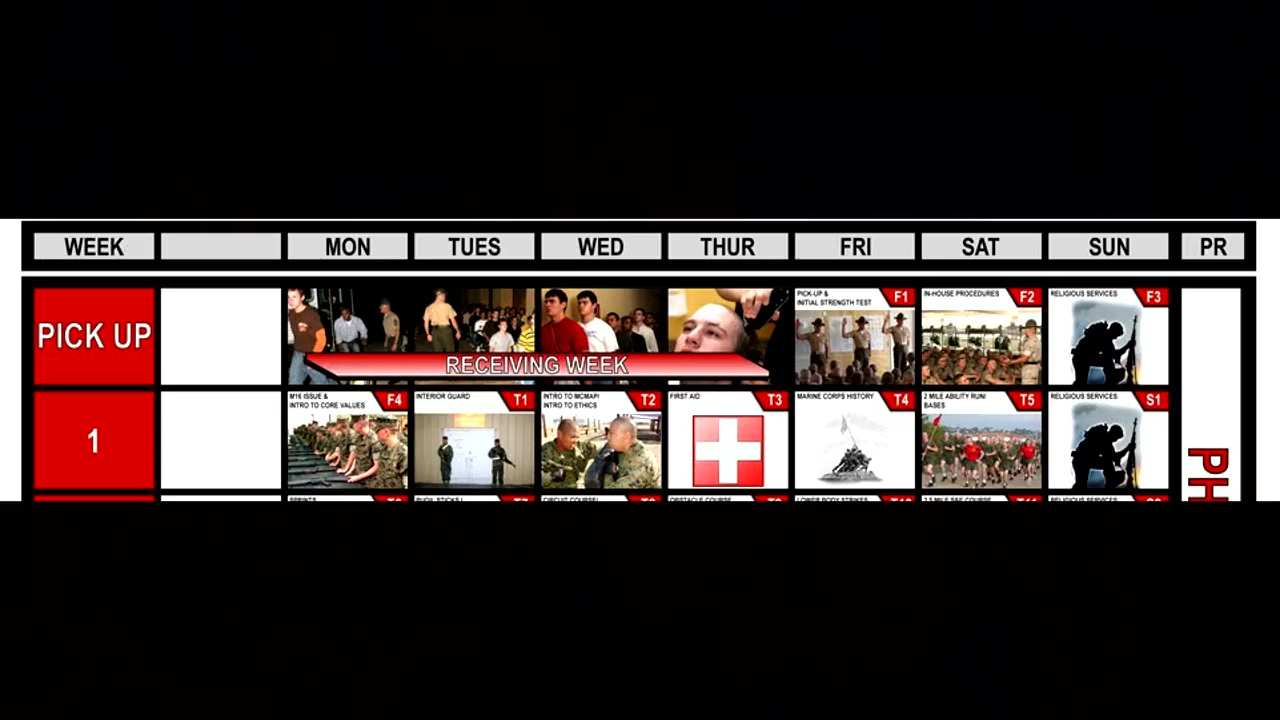 WEEK MON TUES WED THUR FRI SAT SUN PR
PICK UP
RECEIVING WEEK
PICK-UP &
INITIAL STRENGTH TEST
F1
IN-HOUSE PROCEDURES
F2
RELIGIOUS SERVICES
F3
1
M16 ISSUE &
INTRO TO CORE VALUES
F4
INTERIOR GUARD
T1
INTRO TO MCMAP/
INTRO TO ETHICS
T2
FIRST AID
T3
MARINE CORPS HISTORY
T4
2 MILE ABILITY RUN/
BASES
T5
RELIGIOUS SERVICES
S1
PH